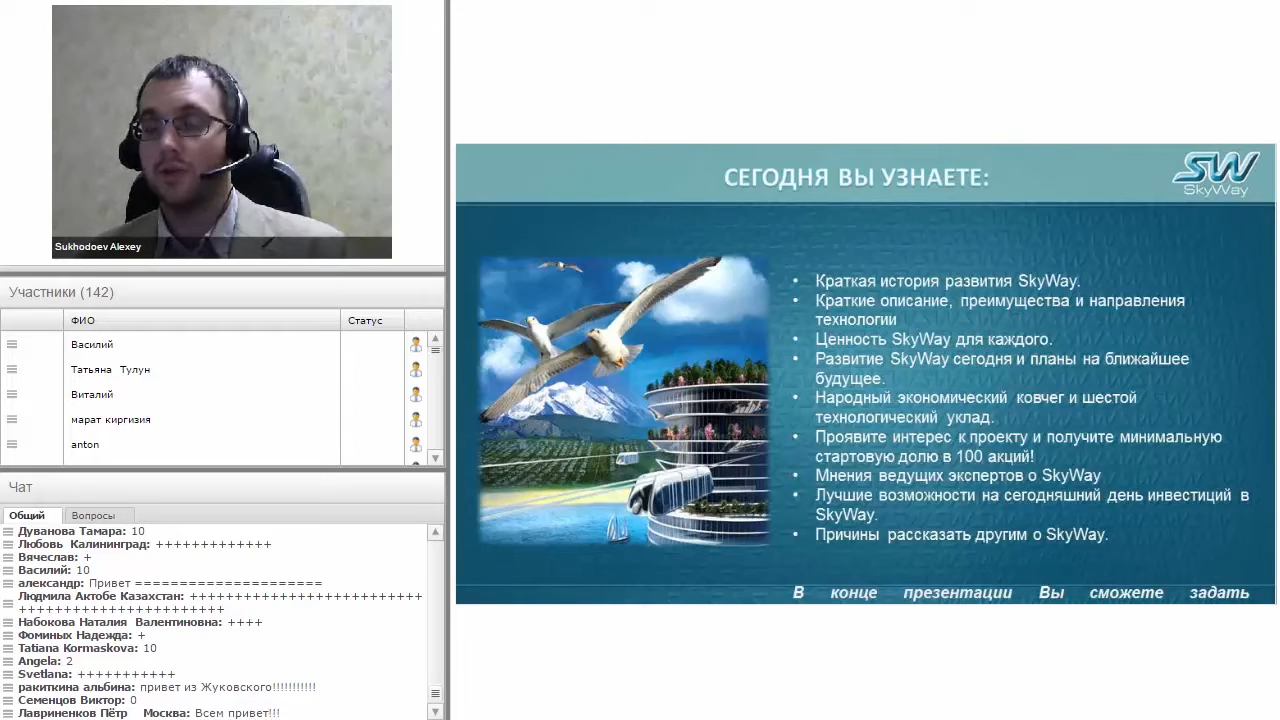 Sukhodoev Alexey
Участники (142)
ФИО Статус
Василий
Татьяна Тулун
Виталий
марат киргизия
anton
Чат
Общий Вопросы
Дуванова Тамара: 10
Любовь Калининград: +++++++++++++
Вячеслав: +
Василий: 10
александр: Привет =====================
Людмила Актобе Казахстан: ++++++++++++++++++++++++++
+++++++++++++++++++++++
Набокова Наталия Валентиновна: ++++
Фоминых Надежда: +
Tatiana Kormaskova: 10
Angela: 2
Svetlana: +++++++++++
ракиткина альбина: привет из Жуковского!!!!!!!!!!!
Семенцов Виктор: 0
Лавриненков Пётр Москва: Всем привет!!!
СЕГОДНЯ ВЫ УЗНАЕТЕ:
SW
SkyWay
• Краткая история развития SkyWay.
• Краткие описание, преимущества и направления
технологии
• Ценность SkyWay для каждого.
• Развитие SkyWay сегодня и планы на ближайшее
будущее.
• Народный экономический ковчег и шестой
технологический уклад.
• Проявите интерес к проекту и получите минимальную
стартовую долю в 100 акций!
• Мнения ведущих экспертов о SkyWay
• Лучшие возможности на сегодняшний день инвестиций в
SkyWay.
• Причины рассказать другим о SkyWay.
В конце презентации Вы сможете задать